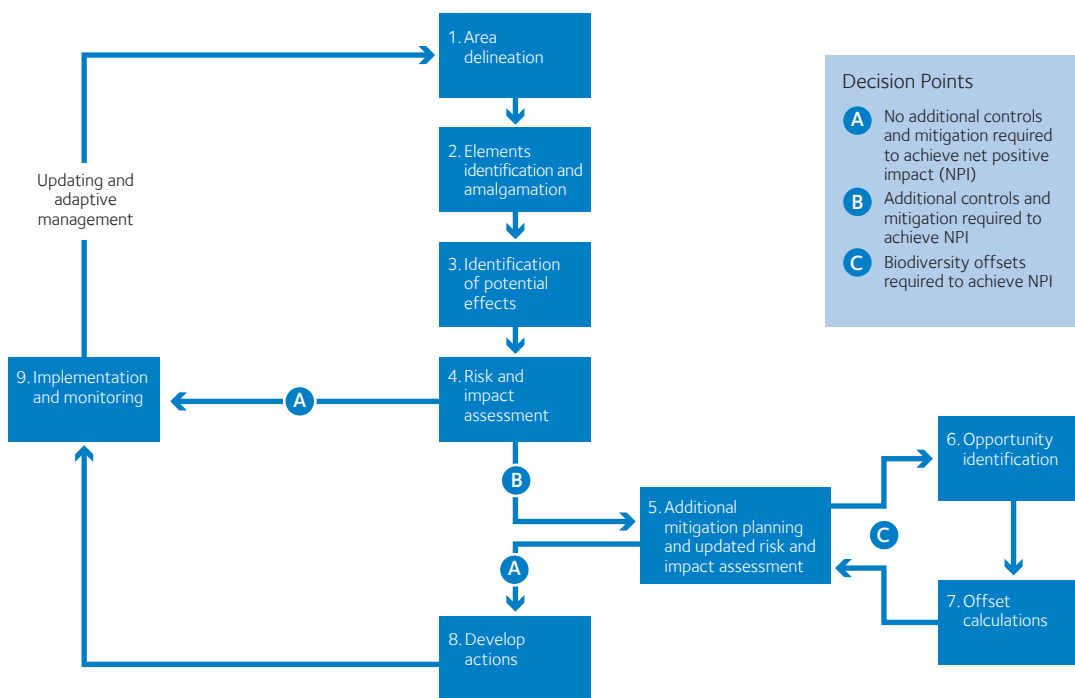 1. Area
delineation
2. Elements
identification and
amalgamation
3. Identification
of potential
effects
4. Risk and
impact
assessment
A
9. Implementation
and monitoring
Updating and
adaptive
management
B
5. Additional
mitigation planning
and updated risk and
impact assessment
C
6. Opportunity
identification
7. Offset
calculations
A
8. Develop
actions
Decision Points
A No additional controls
and mitigation required
to achieve net positive
impact (NPI)
B Additional controls and
mitigation required to
achieve NPI
C Biodiversity offsets
required to achieve NPI